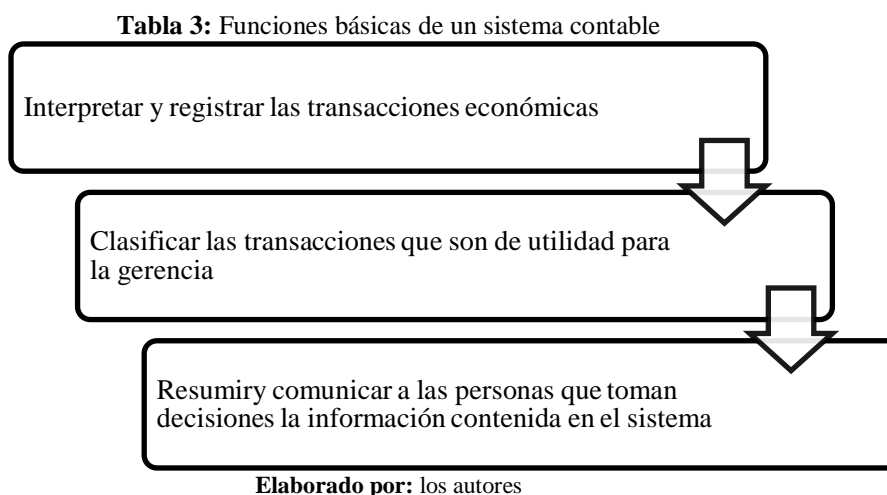 Tabla 3: Funciones básicas de un sistema contable
Interpretar y registrar las transacciones económicas
Clasificar las transacciones que son de utilidad para
la gerencia
Resumiry comunicar a las personas que toman
decisiones la información contenida en el sistema
Elaborado por: los autores